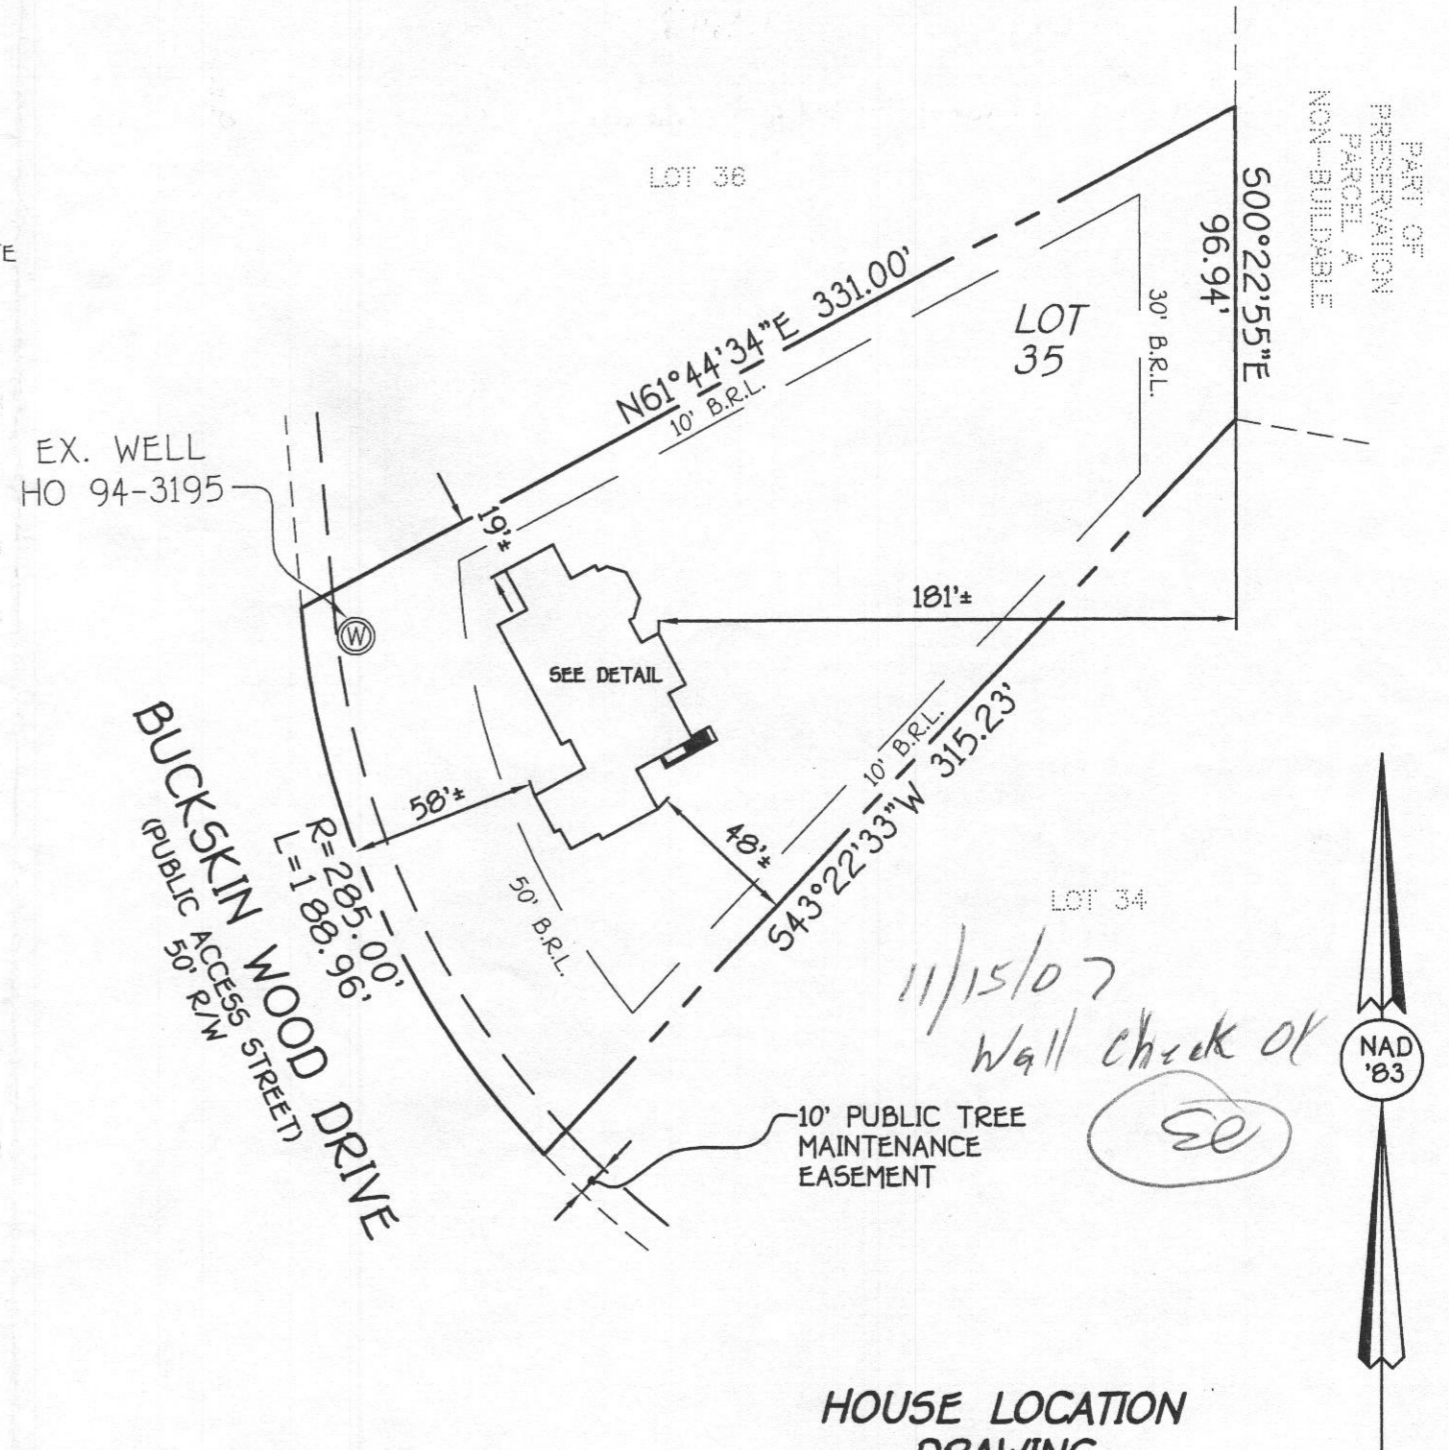 PART OF
PRESERVATION
PARCEL A
NON-BUILDABLE
LOT 36
S00°22'55"E
96.94'
TE
N61°44'34"E 331.00'
10' B.R.L.
LOT
35
30' B.R.L.
EX. WELL
HO 94-3195
19'±
W
181'±
SEE DETAIL
10' B.R.L.
S43°22'33"W 315.23'
58'±
48'±
50' B.R.L.
R=285.00'
L=188.96'
BUCKSKIN WOOD DRIVE
(PUBLIC ACCESS STREET)
50' R/W
LOT 34
11/15/07
Wall Check OK
NAD
'83
10' PUBLIC TREE
MAINTENANCE
EASEMENT
HOUSE LOCATION
DRAWING